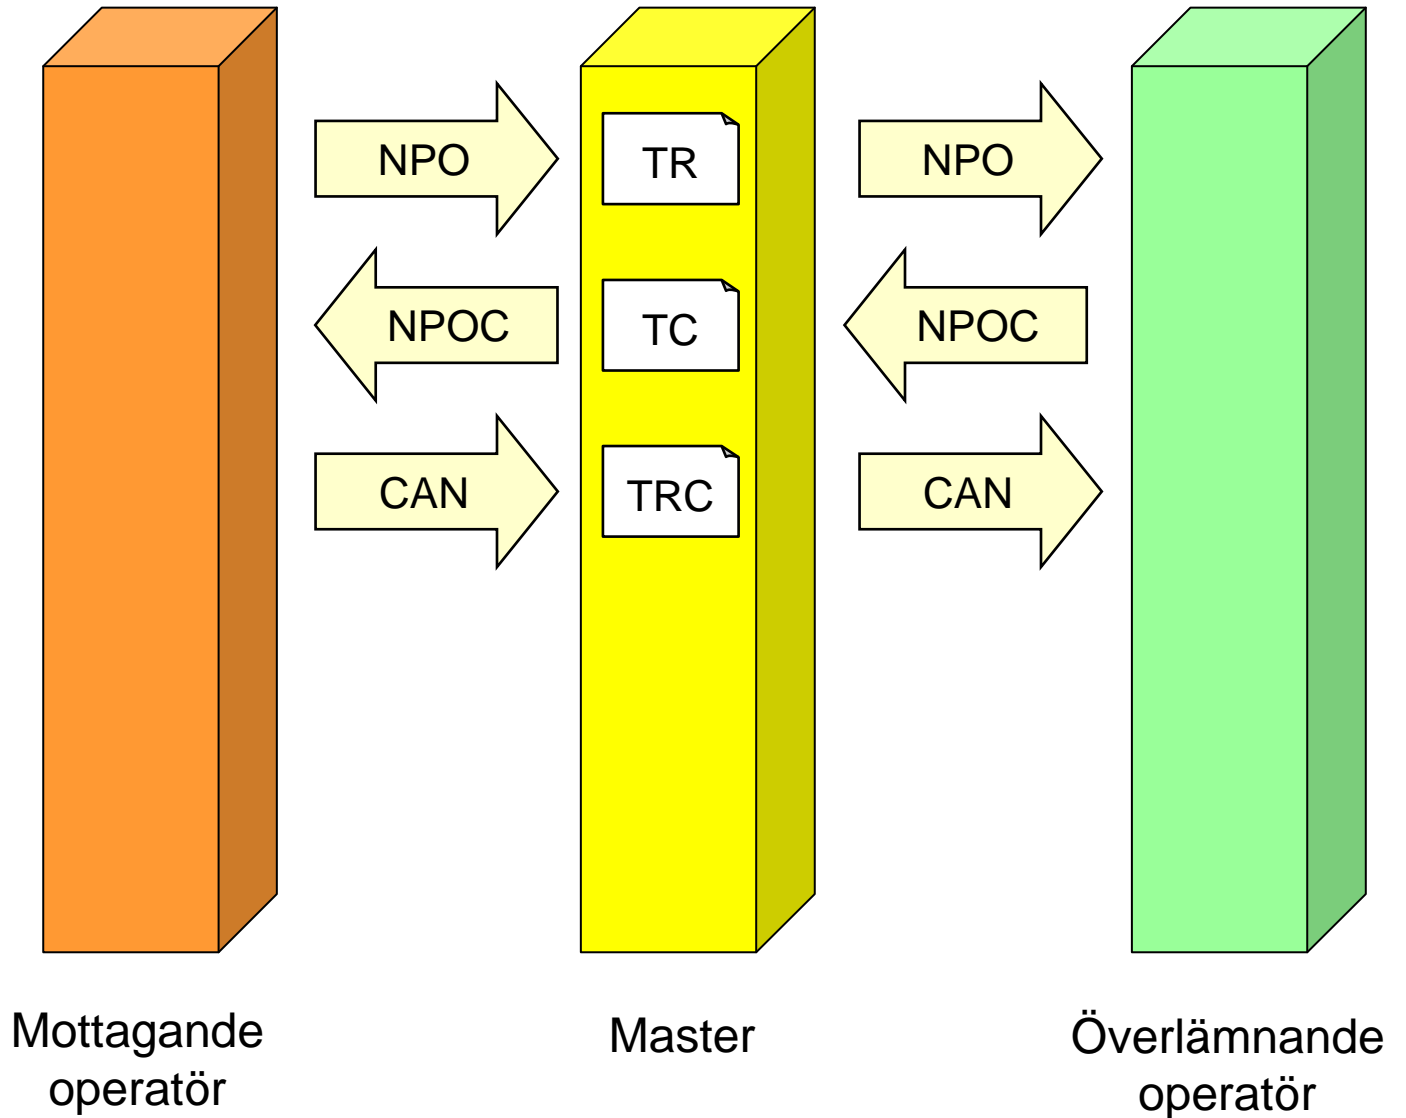 NPO
TR
NPO
NPOC
TC
NPOC
CAN
TRC
CAN
Mottagande
operatör
Master
Överlämnande
operatör